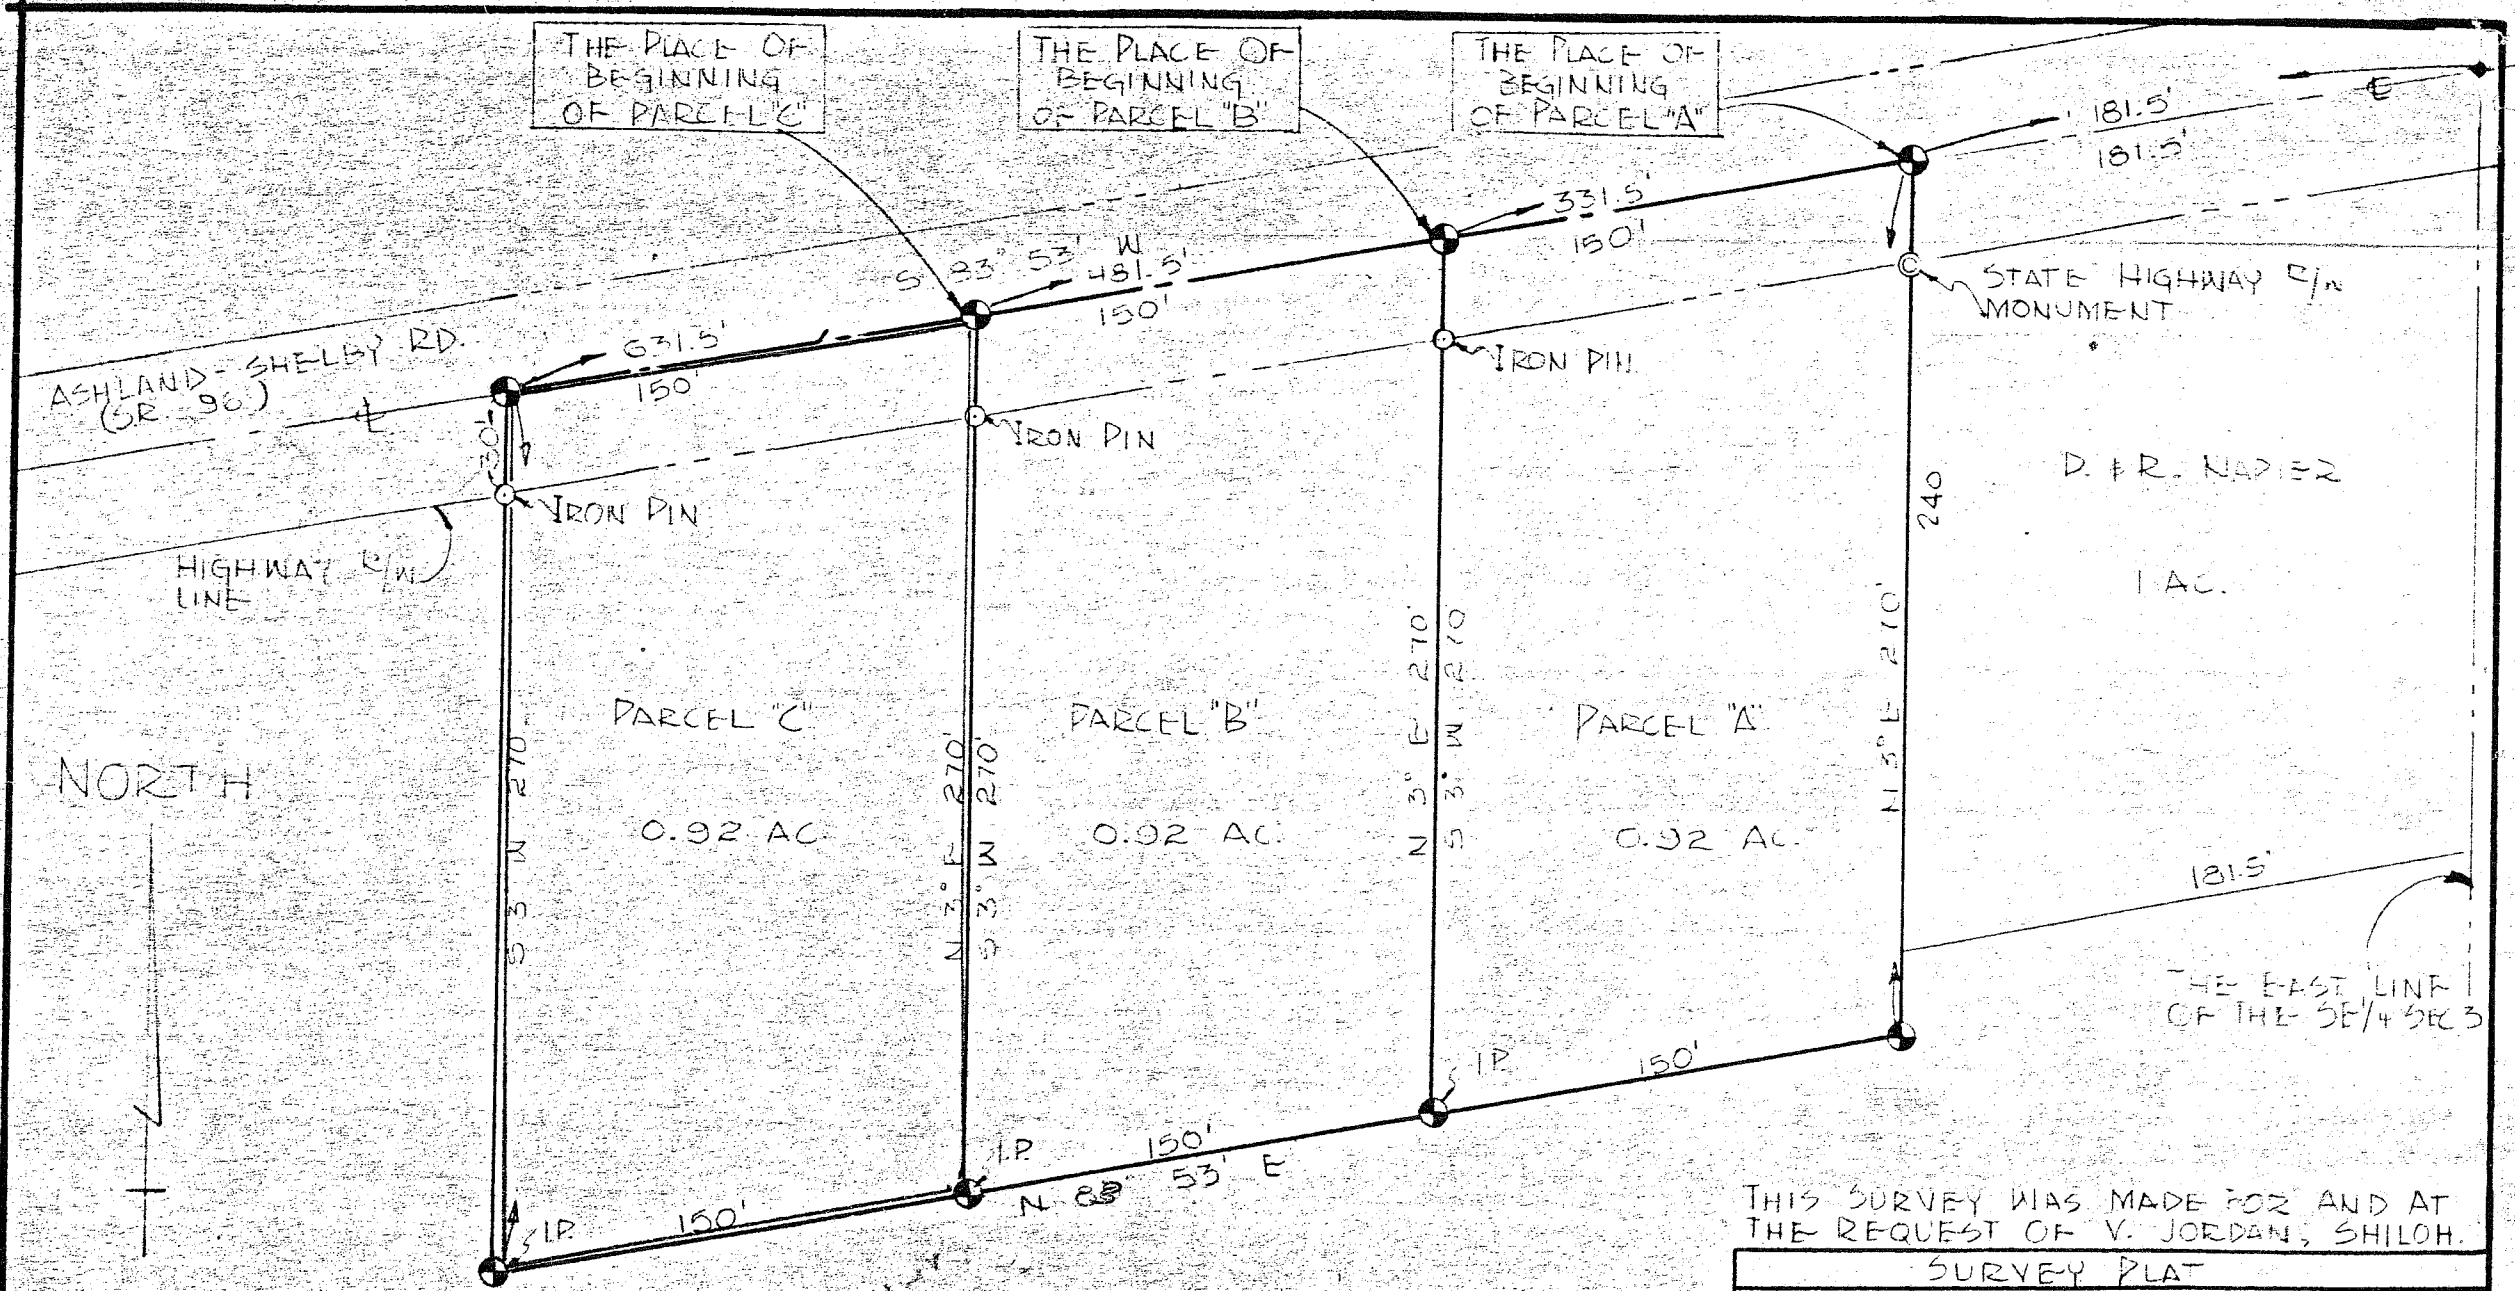 THE PLACE OF
BEGINNING
OF PARCEL "C"
THE PLACE OF
BEGINNING
OF PARCEL "B"
THE PLACE OF
BEGINNING
OF PARCEL "A"
181.5'
181.5'
331.5'
150'
S 83° 53' W
481.5'
150'
631.5'
150'
ASHLAND - SHELBY RD.
(S.R. 96)
30'
STATE HIGHWAY R/W
MONUMENT
IRON PIN
IRON PIN
IRON PIN
HIGHWAY R/W
LINE
D. & R. NAPIER
1 AC.
240
NORTH
S 3° W 270'
PARCEL "C"
0.92 AC.
N 3° E 270'
S 3° W 270'
PARCEL "B"
0.92 AC.
N 3° E 270'
S 3° W 270'
PARCEL "A"
0.92 AC.
N 3° E 270'
181.5'
THE EAST LINE
OF THE SE 1/4 SEC 3
I.P.
150'
I.P.
150'
N 83° 53' E
I.P.
150'
THIS SURVEY WAS MADE FOR AND AT
THE REQUEST OF V. JORDAN, SHILOH.
SURVEY PLAT